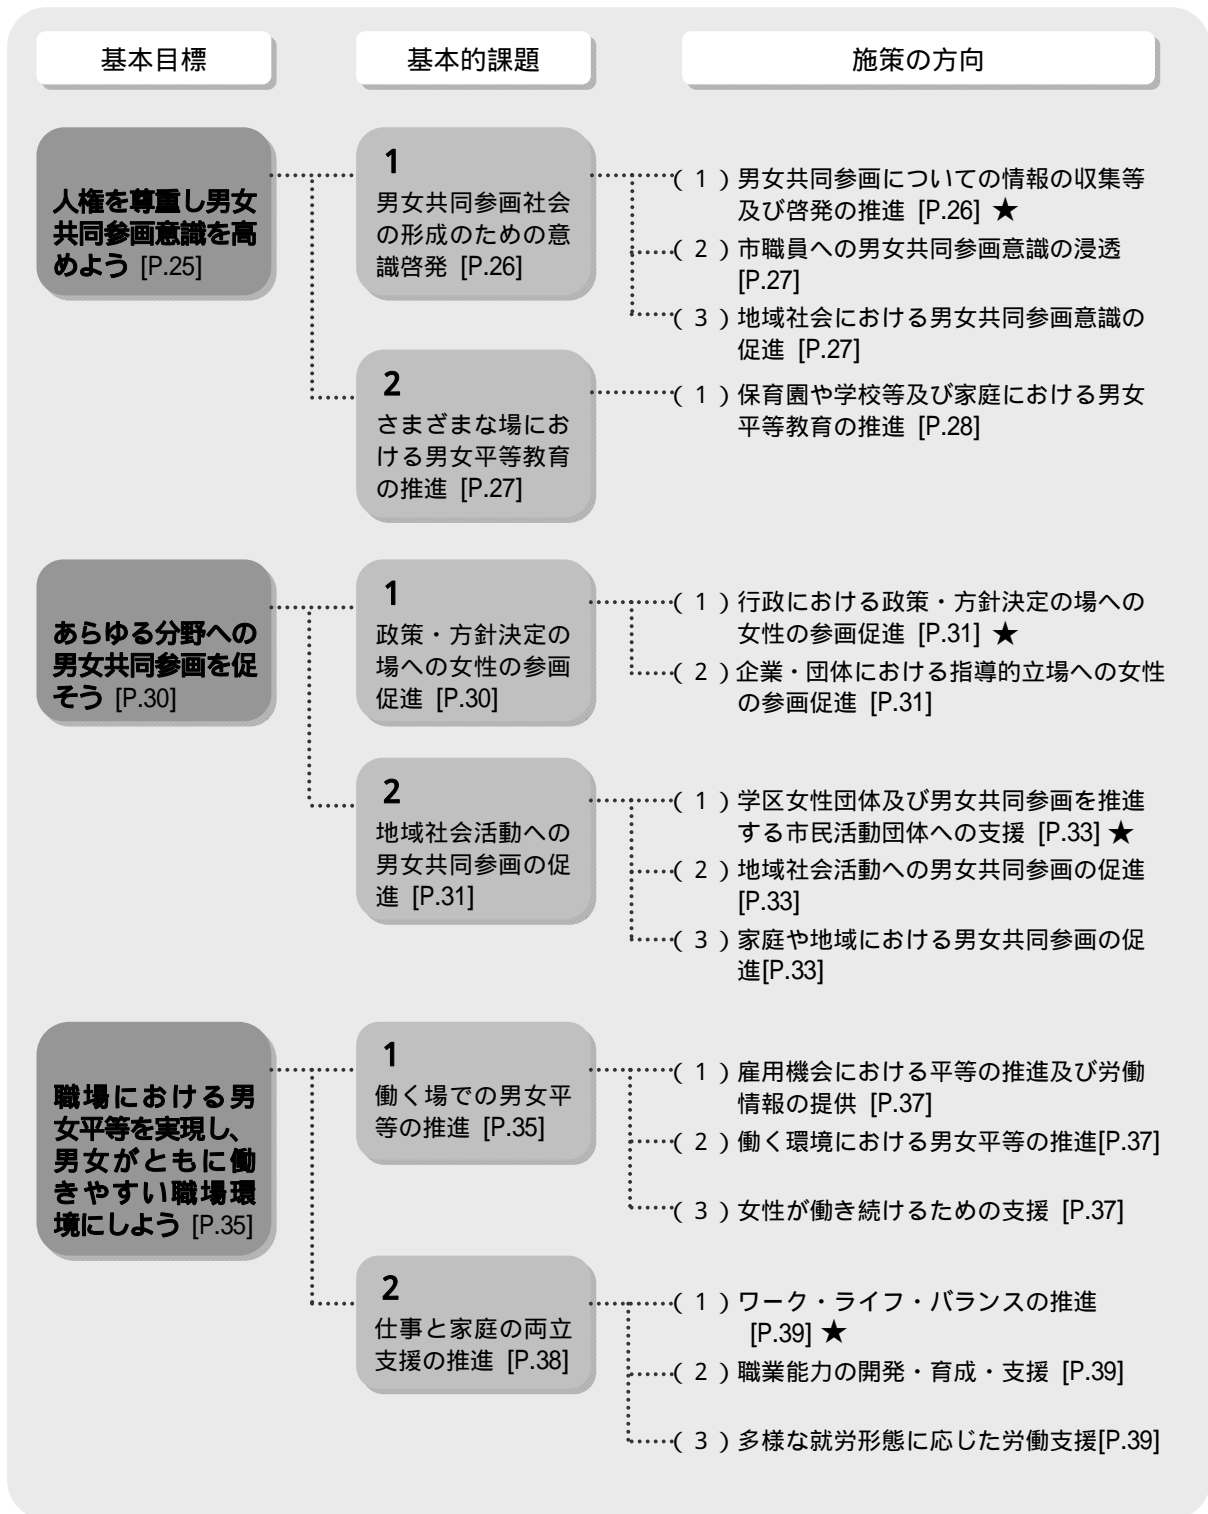 基本目標
基本的課題
施策の方向
人権を尊重し男女
共同参画意識を高
めよう [P.25]
1
男女共同参画社会
の形成のための意
識啓発 [P.26]
(1)男女共同参画についての情報の収集等
及び啓発の推進 [P.26] ★
(2)市職員への男女共同参画意識の浸透
[P.27]
(3)地域社会における男女共同参画意識の
促進 [P.27]
2
さまざまな場にお
ける男女平等教育
の推進 [P.27]
(1)保育園や学校等及び家庭における男女
平等教育の推進 [P.28]
あらゆる分野への
男女共同参画を促
そう [P.30]
1
政策・方針決定の
場への女性の参画
促進 [P.30]
(1)行政における政策・方針決定の場への
女性の参画促進 [P.31] ★
(2)企業・団体における指導的立場への女性
の参画促進 [P.31]
2
地域社会活動への
男女共同参画の促
進 [P.31]
(1)学区女性団体及び男女共同参画を推進
する市民活動団体への支援 [P.33] ★
(2)地域社会活動への男女共同参画の促進
[P.33]
(3)家庭や地域における男女共同参画の促
進[P.33]
職場における男
女平等を実現し、
男女がともに働
きやすい職場環
境にしよう [P.35]
1
働く場での男女平
等の推進 [P.35]
(1)雇用機会における平等の推進及び労働
情報の提供 [P.37]
(2)働く環境における男女平等の推進[P.37]
(3)女性が働き続けるための支援 [P.37]
2
仕事と家庭の両立
支援の推進 [P.38]
(1)ワーク・ライフ・バランスの推進
[P.39] ★
(2)職業能力の開発・育成・支援 [P.39]
(3)多様な就労形態に応じた労働支援[P.39]